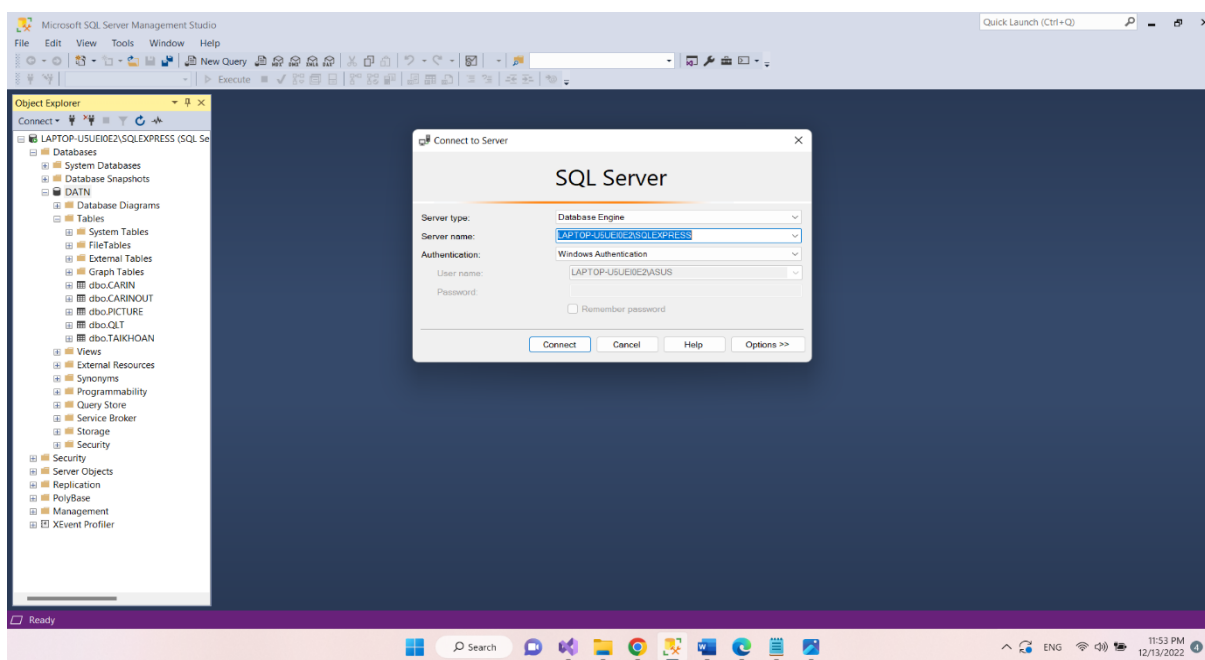 Microsoft SQL Server Management Studio
Quick Launch (Ctrl+Q)
File Edit View Tools Window Help
New Query
Execute
Object Explorer
Connect
LAPTOP-U5UEI0E2\SQLEXPRESS (SQL Se
Databases
System Databases
Database Snapshots
DATN
Database Diagrams
Tables
System Tables
FileTables
External Tables
Graph Tables
dbo.CARIN
dbo.CARINOUT
dbo.PICTURE
dbo.QLT
dbo.TAIKHOAN
Views
External Resources
Synonyms
Programmability
Query Store
Service Broker
Storage
Security
Security
Server Objects
Replication
PolyBase
Management
XEvent Profiler
Connect to Server
SQL Server
Server type: Database Engine
Server name: LAPTOP-U5UEI0E2\SQLEXPRESS
Authentication: Windows Authentication
User name: LAPTOP-U5UEI0E2\ASUS
Password:
Remember password
Connect Cancel Help Options >>
Ready
Search
ENG
11:53 PM
12/13/2022
4